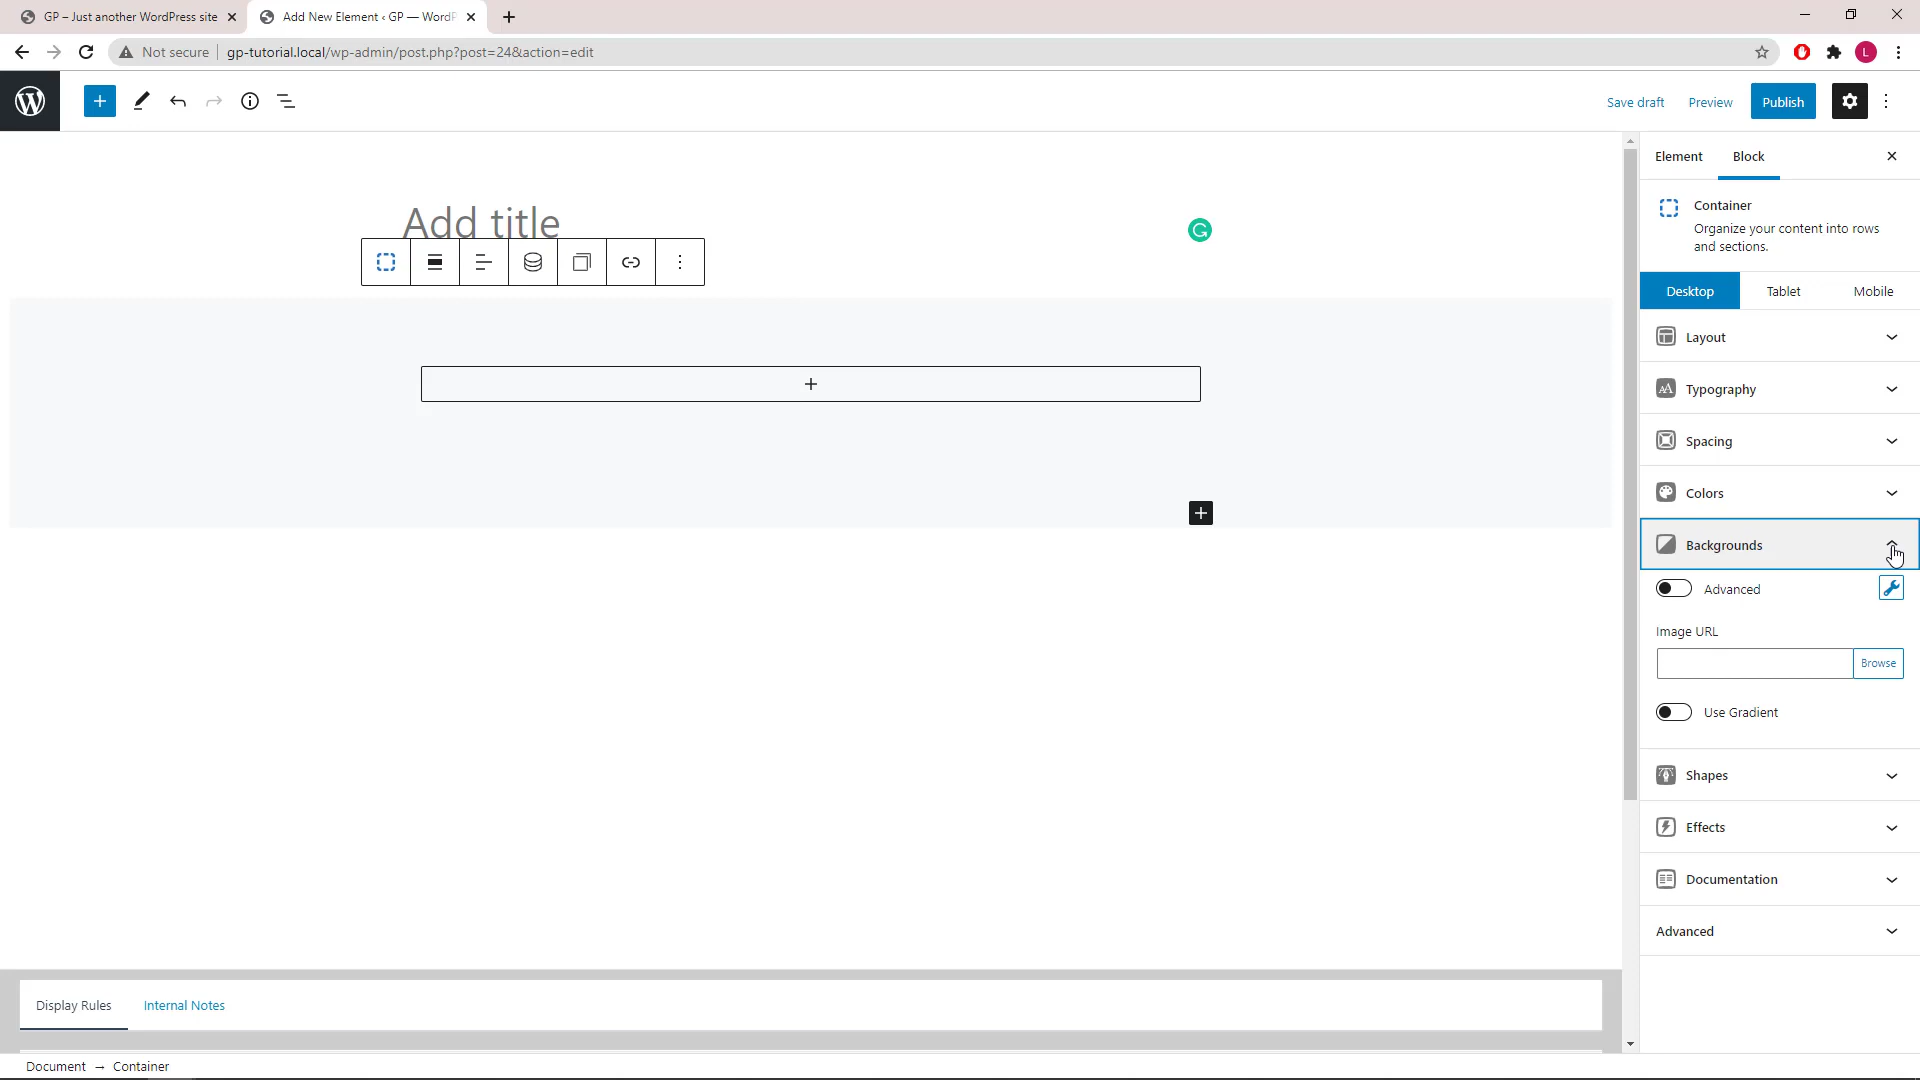 GP – Just another WordPress site
Add New Element ‹ GP — WordP
Not secure
gp-tutorial.local/wp-admin/post.php?post=24&action=edit
L
Save draft
Preview
Publish
Element
Block
Add title
Container
Organize your content into rows
and sections.
Desktop
Tablet
Mobile
Layout
Typography
Spacing
Colors
Backgrounds
Advanced
Image URL
Browse
Use Gradient
Shapes
Effects
Documentation
Advanced
Display Rules
Internal Notes
Document → Container